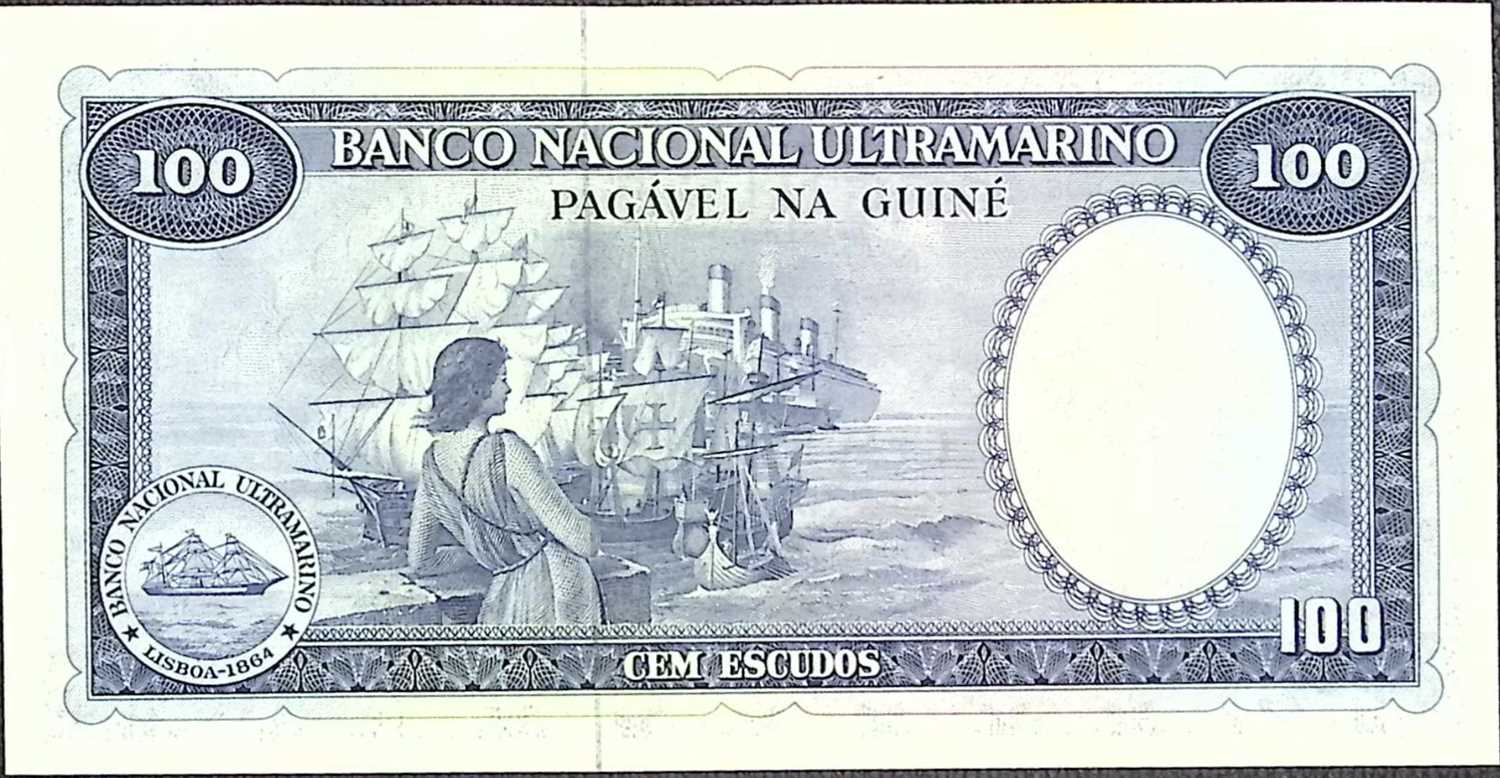 100
BANCO NACIONAL ULTRAMARINO
100
PAGÁVEL NA GUINÉ
BANCO NACIONAL ULTRAMARINO
LISBOA-1864
CEM ESCUDOS
100